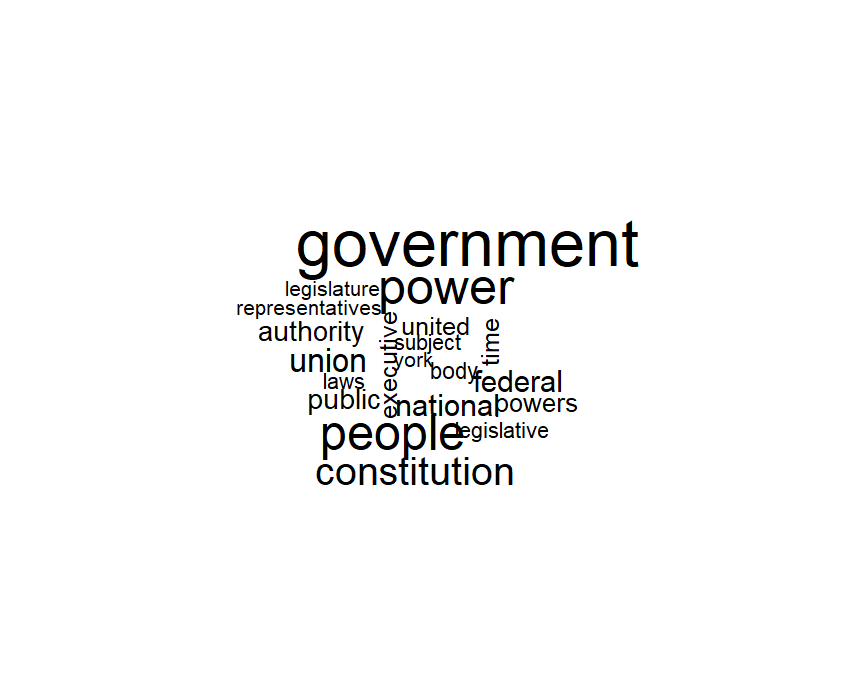 government
legislature
power
representatives
authority
executive
united
time
subject
union
york
body
laws
federal
public
national
powers
people
legislative
constitution